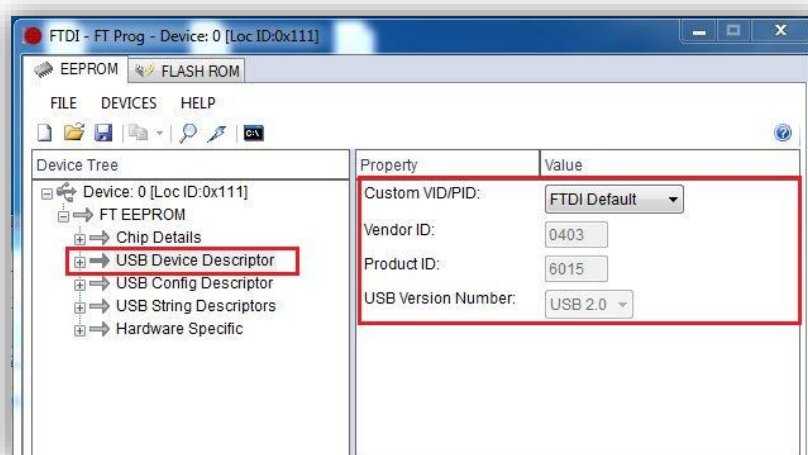 FTDI - FT Prog - Device: 0 [Loc ID:0x111]
EEPROM FLASH ROM
FILE DEVICES HELP
C:\
Device Tree
Device: 0 [Loc ID:0x111]
FT EEPROM
Chip Details
USB Device Descriptor
USB Config Descriptor
USB String Descriptors
Hardware Specific
Property Value
Custom VID/PID: FTDI Default
Vendor ID: 0403
Product ID: 6015
USB Version Number: USB 2.0